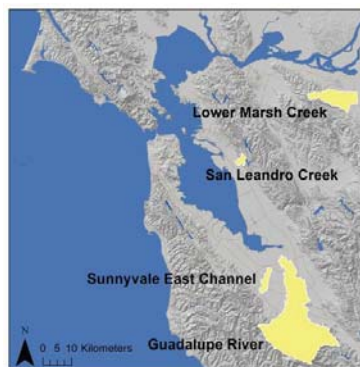 Lower Marsh Creek
San Leandro Creek
Sunnyvale East Channel
Guadalupe River
N
0 5 10 Kilometers